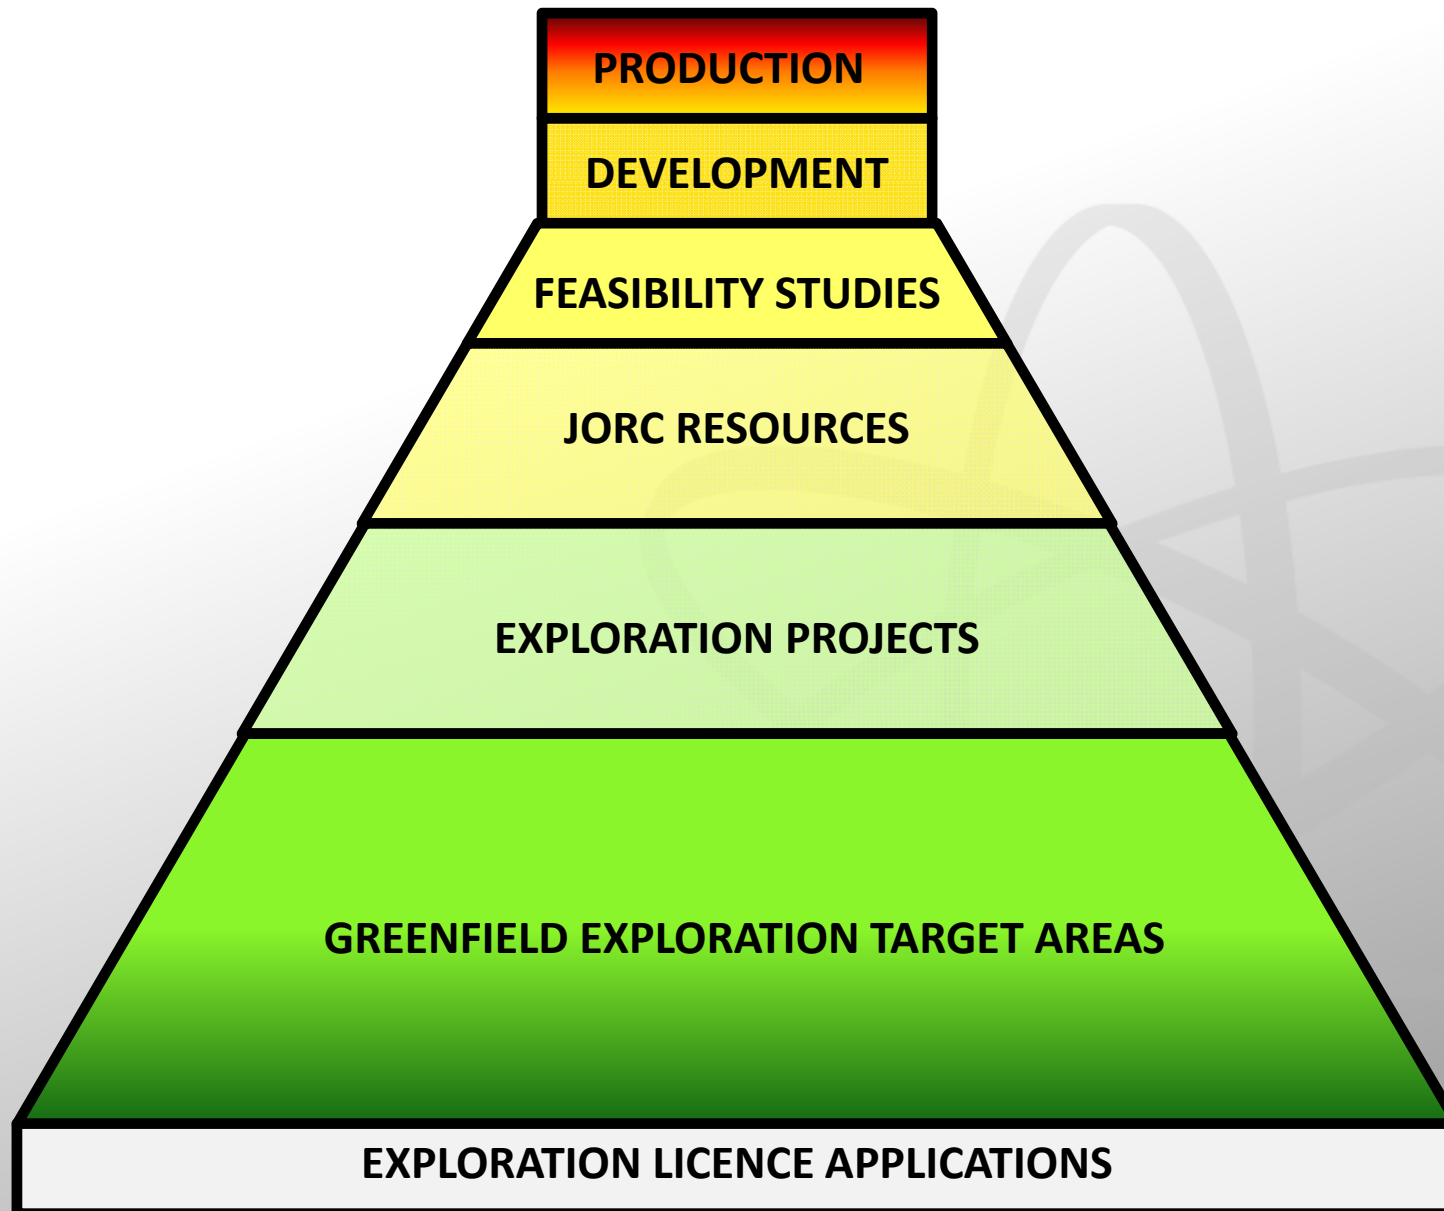 PRODUCTION
DEVELOPMENT
FEASIBILITY STUDIES
JORC RESOURCES
EXPLORATION PROJECTS
GREENFIELD EXPLORATION TARGET AREAS
EXPLORATION LICENCE APPLICATIONS